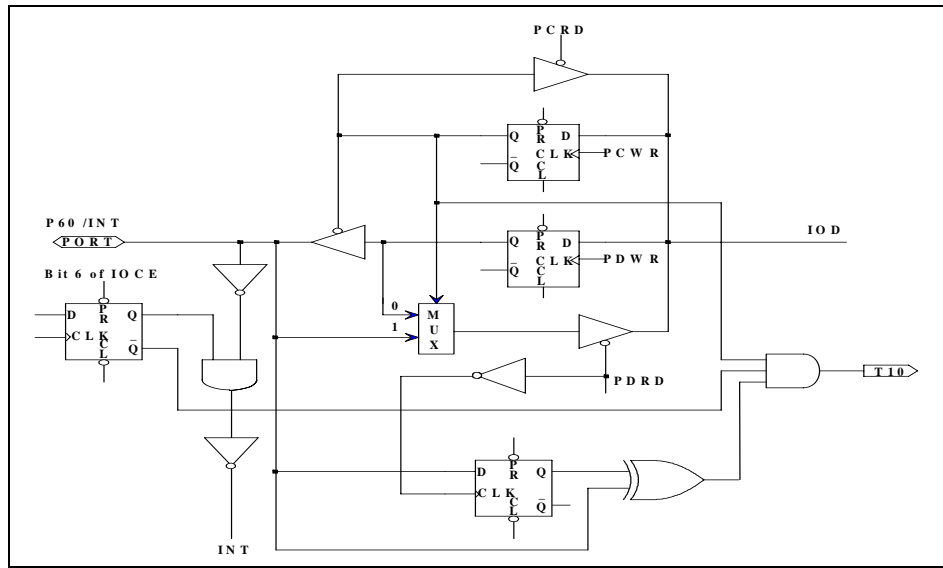 PCRD
Q PR D
CLK PCWR
Q̅ CL
P60 /INT
PORT
Q PR D
IOD
CLK PDWR
Q̅ CL
Bit 6 of IOCE
D PR Q
CLK
CL Q̅
0
1
MUX
PDRD
T10
D PR Q
CLK
CL Q̅
INT